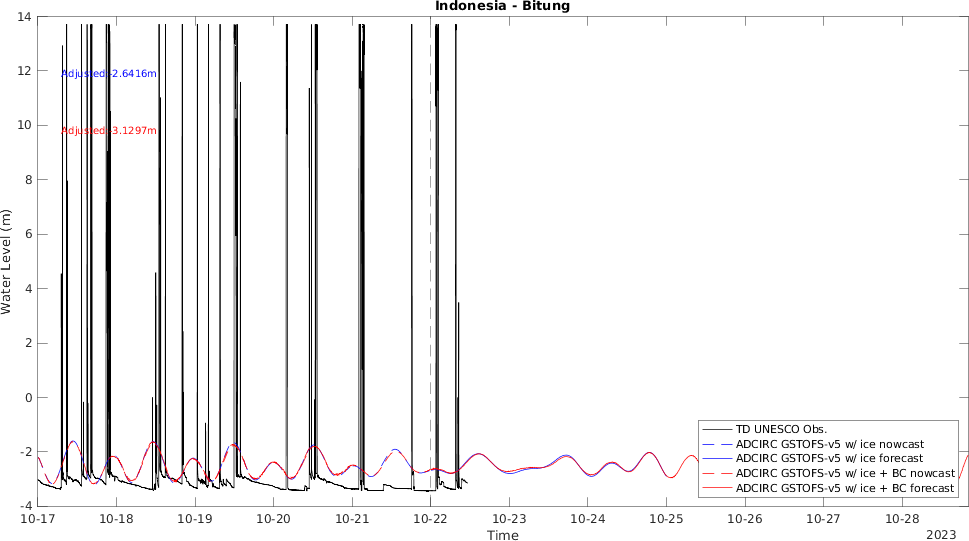 Indonesia - Bitung
14
12
10
8
6
4
2
0
-2
-4
Water Level (m)
Adjusted:-2.6416m
Adjusted:-3.1297m
TD UNESCO Obs.
ADCIRC GSTOFS-v5 w/ ice nowcast
ADCIRC GSTOFS-v5 w/ ice forecast
ADCIRC GSTOFS-v5 w/ ice + BC nowcast
ADCIRC GSTOFS-v5 w/ ice + BC forecast
10-17 10-18 10-19 10-20 10-21 10-22 10-23 10-24 10-25 10-26 10-27 10-28
Time
2023